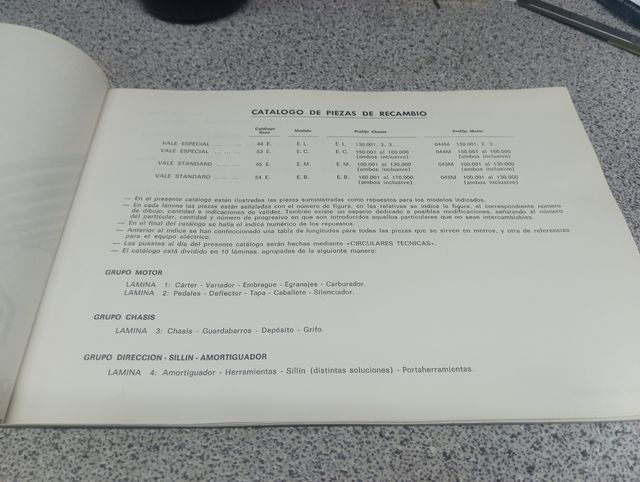 CATALOGO DE PIEZAS DE RECAMBIO
Catálogo Base Modelo Prefijo Chasis Prefijo Motor
VALE ESPECIAL ... ... ... 44 E. E. L. E. L. 130.001, 2, 3... 044M 130.001, 2, 3...
VALE ESPECIAL ... ... ... 53 E. E. C. E. C. 150.001 al 160.000 044M 150.001 al 160.000
(ambos inclusive) (ambos inclusive)
VALE STANDARD ... ... ... 45 E. E. M. E. M. 100.001 al 130.000 045M 100.001 al 130.000
(ambos inclusive) (ambos inclusive)
VALE STANDARD ... ... ... 54 E. E. B. E. B. 160.001 al 170.000 045M 100.001 al 130.000
(ambos inclusive) (ambos inclusive)
— En el presente catálogo están ilustradas las piezas suministradas como repuestos para los modelos indicados.
— En cada lámina las piezas están señaladas con el número de figura, en las relativas se indica la figura, el correspondiente número
de dibujo, cantidad e indicaciones de validez. También existe un espacio dedicado a posibles modificaciones, señalando el número
del particular, cantidad y número de progresivo en que son introducidos aquellos particulares que no sean intercambiables.
— En el final del catálogo se halla el índice numérico de los repuestos.
— Anterior al índice se han confeccionado una tabla de longitudes para todas las piezas que se sirven en metros, y otra de referencias
para el equipo eléctrico.
— Las puestas al día del presente catálogo serán hechas mediante «CIRCULARES TECNICAS».
— El catálogo está dividido en 10 láminas, agrupadas de la siguiente manera:
GRUPO MOTOR
LAMINA 1: Cárter - Variador - Embrague - Egranajes - Carburador.
LAMINA 2: Pedales - Deflector - Tapa - Caballete - Silenciador.
GRUPO CHASIS
LAMINA 3: Chasis - Guardabarros - Depósito - Grifo.
GRUPO DIRECCION - SILLIN - AMORTIGUADOR
LAMINA 4: Amortiguador - Herramientas - Sillín (distintas soluciones) - Portaherramientas.